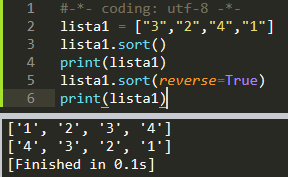 1 #-*- coding: utf-8 -*-
2 lista1 = ["3","2","4","1"]
3 lista1.sort()
4 print(lista1)
5 lista1.sort(reverse=True)
6 print(lista1)
['1', '2', '3', '4']
['4', '3', '2', '1']
[Finished in 0.1s]